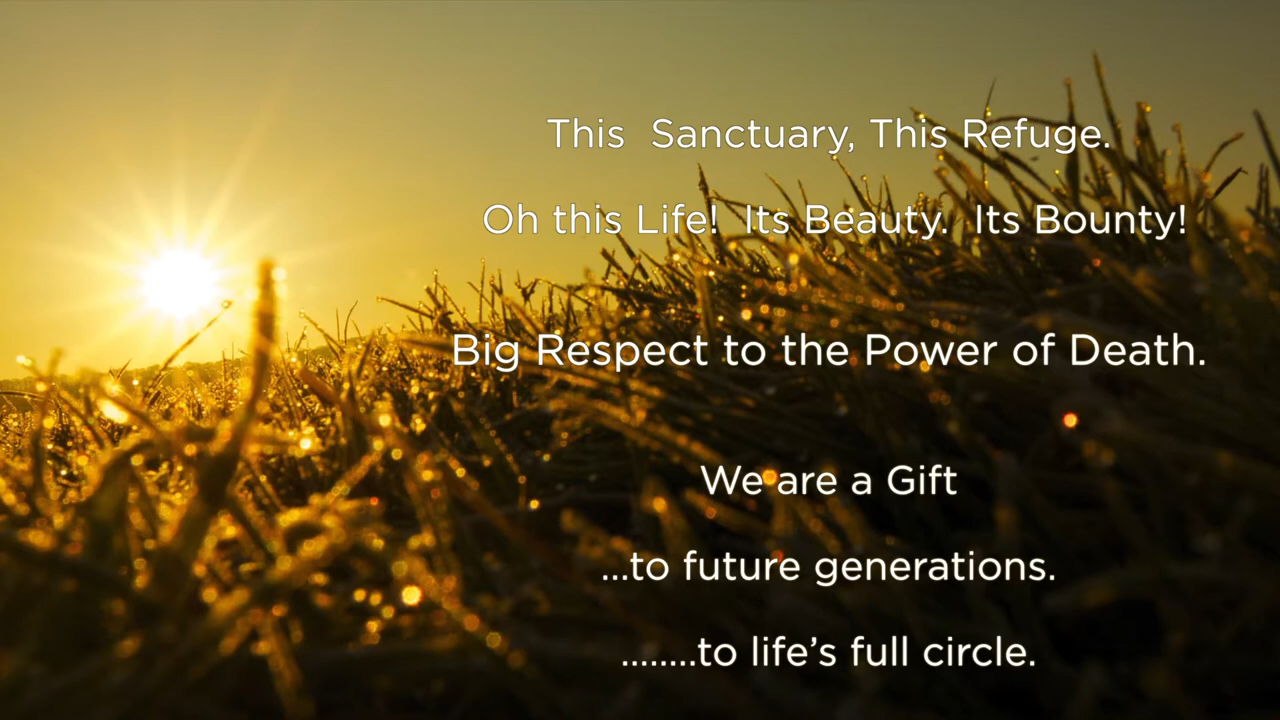 This  Sanctuary, This Refuge.
Oh this Life!  Its Beauty.  Its Bounty!
Big Respect to the Power of Death.
We are a Gift
...to future generations.
........to life’s full circle.